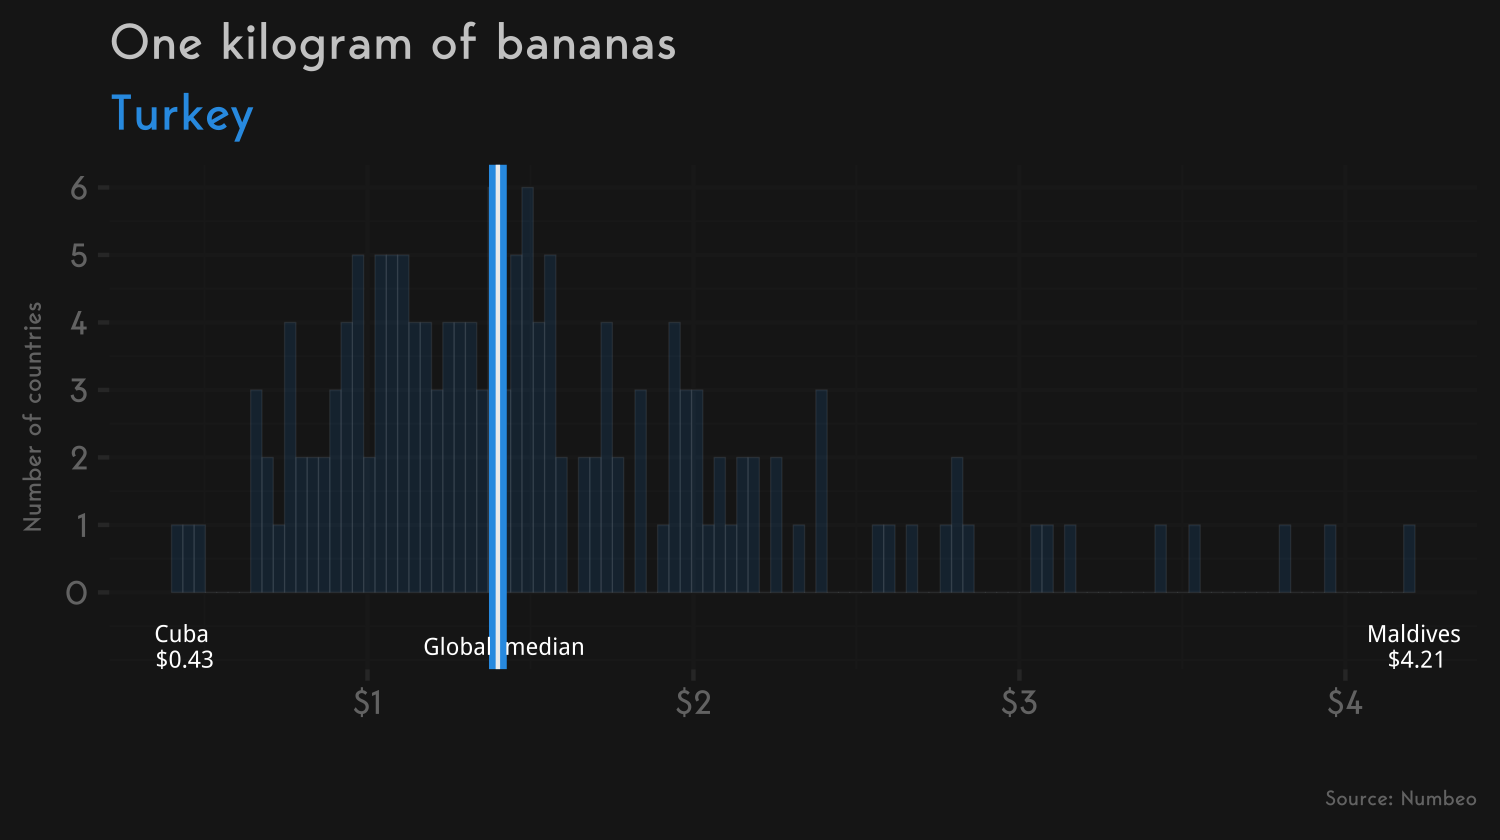 One kilogram of bananas
Turkey
Number of countries
6
5
4
3
2
1
0
Cuba
$0.43
Global median
Maldives
$4.21
$1
$2
$3
$4
Source: Numbeo